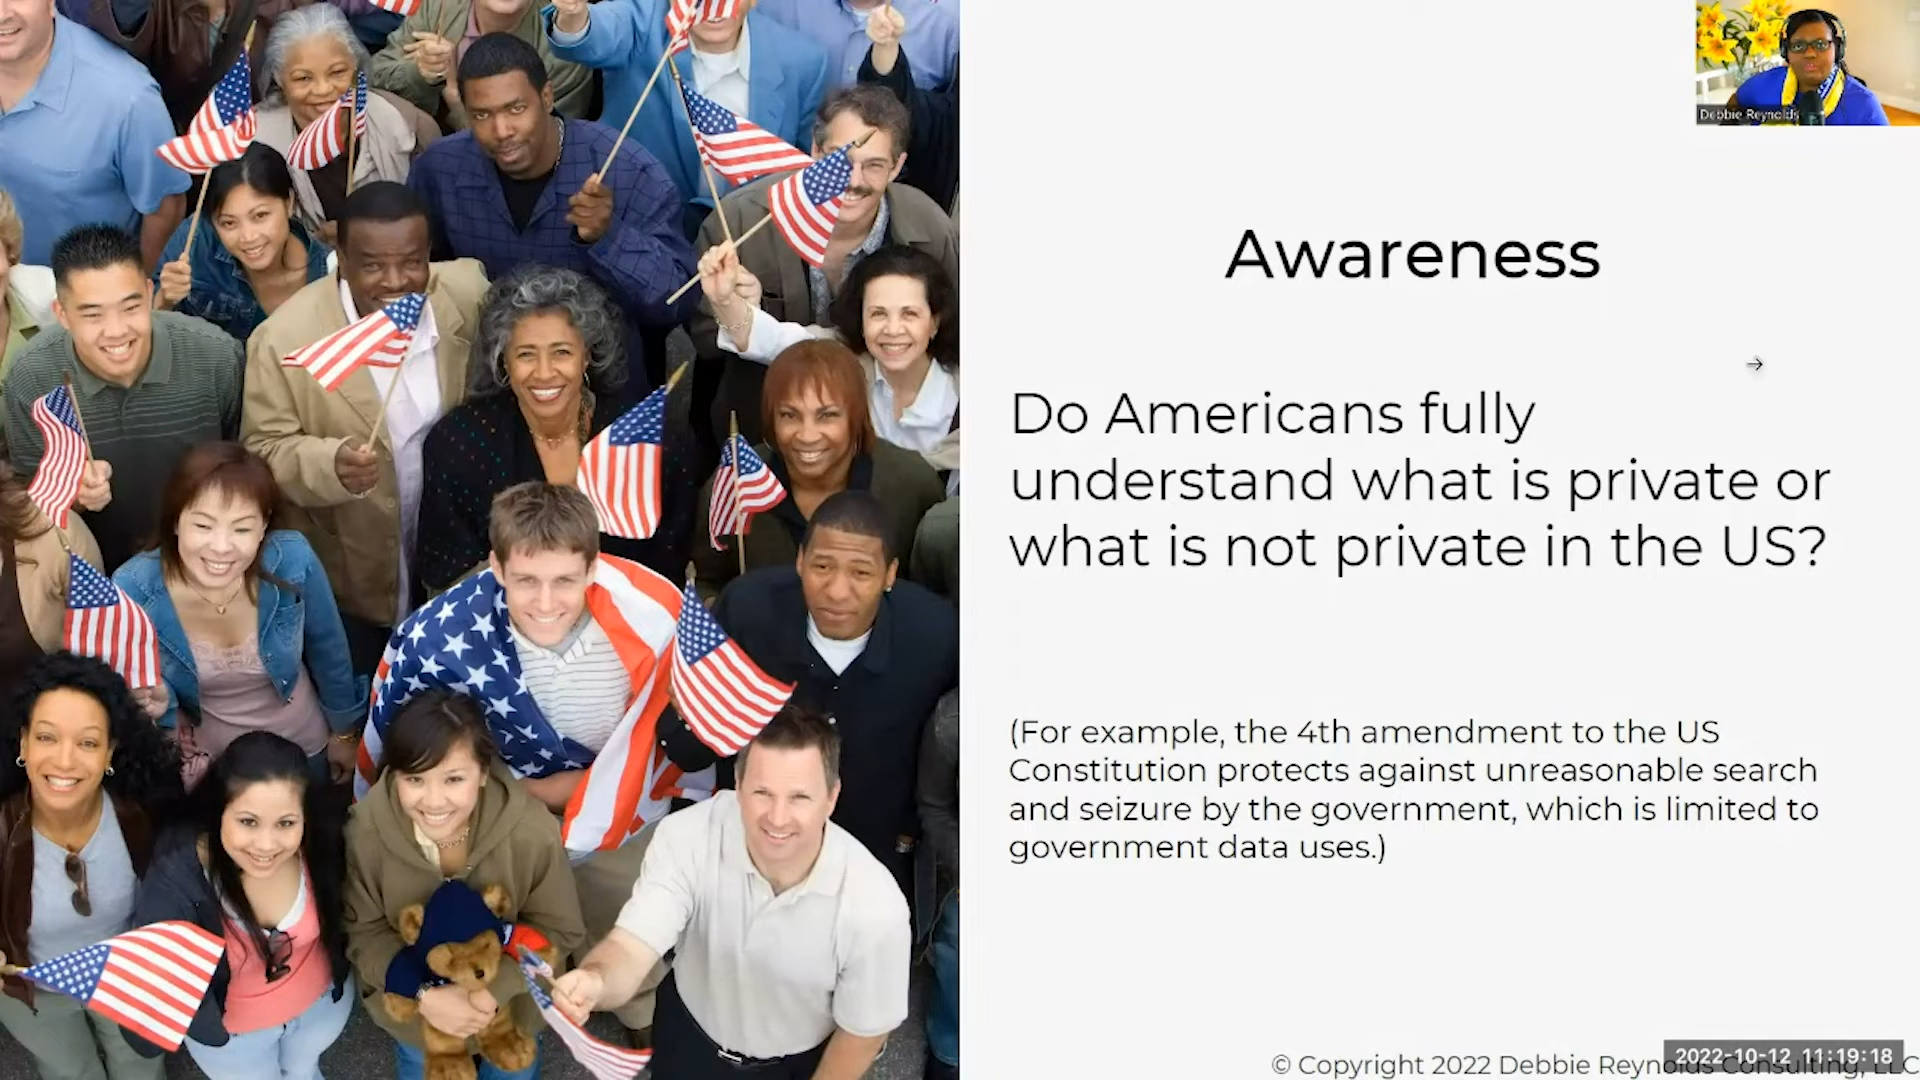 Debbie Reynolds
Awareness
Do Americans fully
understand what is private or
what is not private in the US?
(For example, the 4th amendment to the US
Constitution protects against unreasonable search
and seizure by the government, which is limited to
government data uses.)
2022-10-12 11:19:18
© Copyright 2022 Debbie Reynolds Consulting, LLC